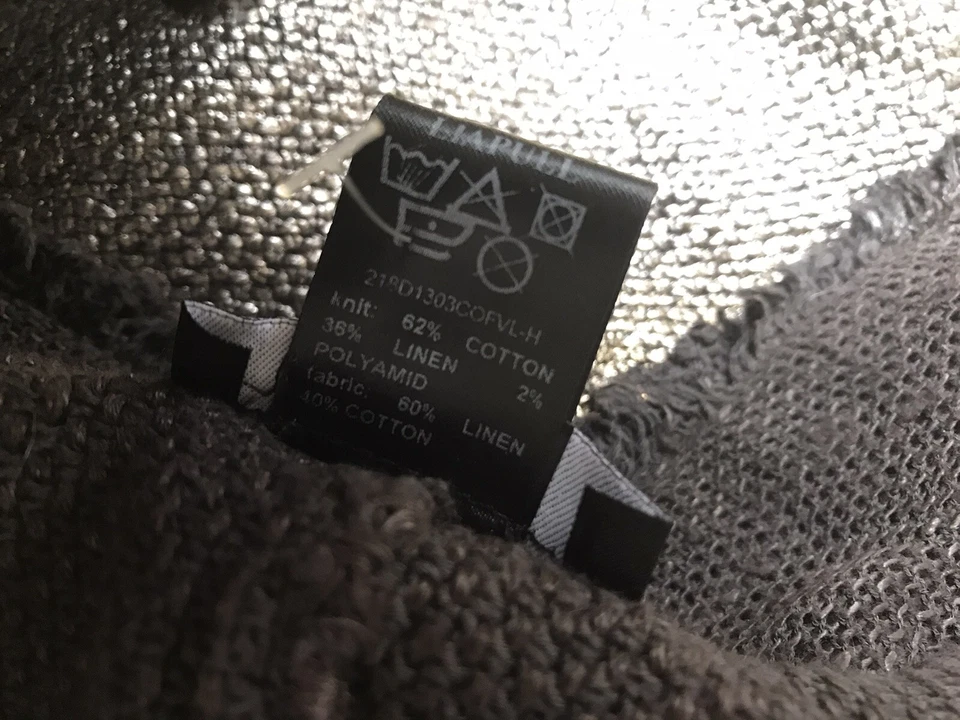 218D1303COFVL-H
knit: 62% COTTON
36% LINEN 2%
POLYAMID
fabric: 60% LINEN
40% COTTON